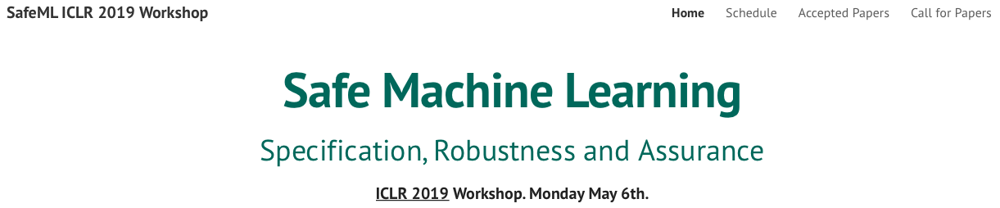 SafeML ICLR 2019 Workshop
Home Schedule Accepted Papers Call for Papers
Safe Machine Learning
Specification, Robustness and Assurance
ICLR 2019 Workshop. Monday May 6th.